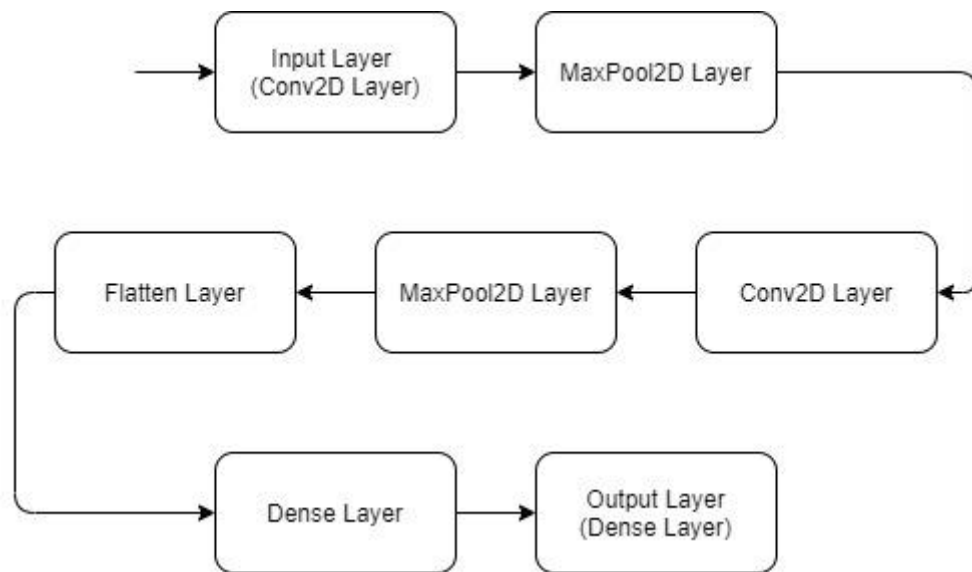 Input Layer
(Conv2D Layer)
MaxPool2D Layer
Conv2D Layer
MaxPool2D Layer
Flatten Layer
Dense Layer
Output Layer
(Dense Layer)